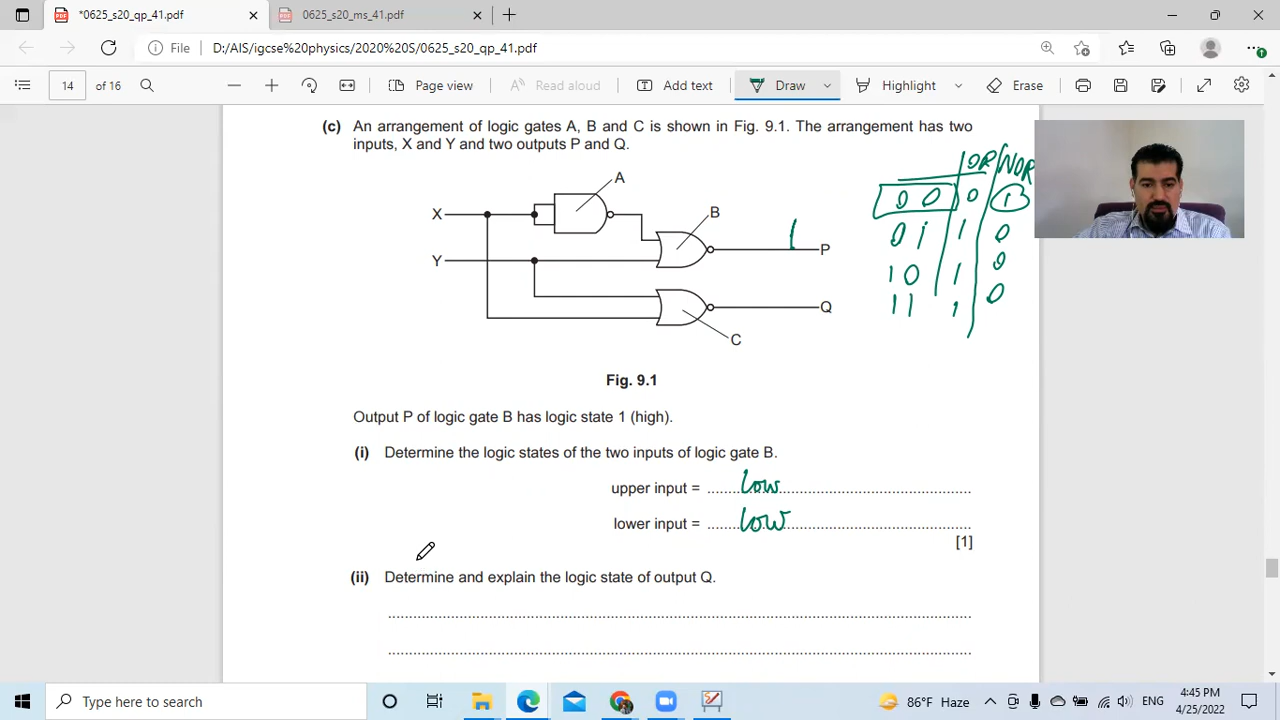 *0625_s20_qp_41.pdf
0625_s20_ms_41.pdf
File D:/AIS/igcse%20physics/2020%20S/0625_s20_qp_41.pdf
14 of 16
Page view
Read aloud
Add text
Draw
Highlight
Erase
(c) An arrangement of logic gates A, B and C is shown in Fig. 9.1. The arrangement has two
inputs, X and Y and two outputs P and Q.
A
X
B
Y
1
P
Q
C
OR NOR
0 0 0 1
0 1 1 0
1 0 1 0
1 1 1 0
Fig. 9.1
Output P of logic gate B has logic state 1 (high).
(i) Determine the logic states of the two inputs of logic gate B.
upper input = low
lower input = low
[1]
(ii) Determine and explain the logic state of output Q.
Type here to search
86°F Haze
ENG
4:45 PM
4/25/2022